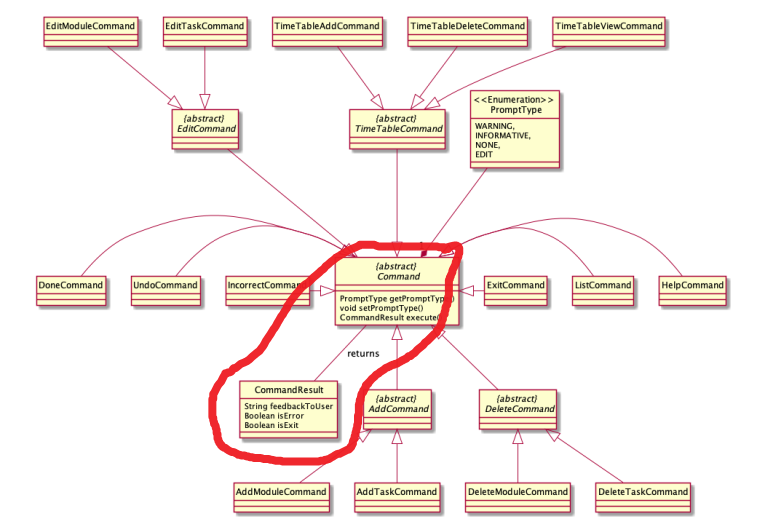 EditModuleCommand
EditTaskCommand
TimeTableAddCommand
TimeTableDeleteCommand
TimeTableViewCommand
{abstract}
EditCommand
{abstract}
TimeTableCommand
<<Enumeration>>
PromptType
WARNING,
INFORMATIVE,
NONE,
EDIT
DoneCommand
UndoCommand
IncorrectCommand
{abstract}
Command
PromptType getPromptType()
void setPromptType()
CommandResult execute()
ExitCommand
ListCommand
HelpCommand
returns
CommandResult
String feedbackToUser
Boolean isError
Boolean isExit
{abstract}
AddCommand
{abstract}
DeleteCommand
AddModuleCommand
AddTaskCommand
DeleteModuleCommand
DeleteTaskCommand